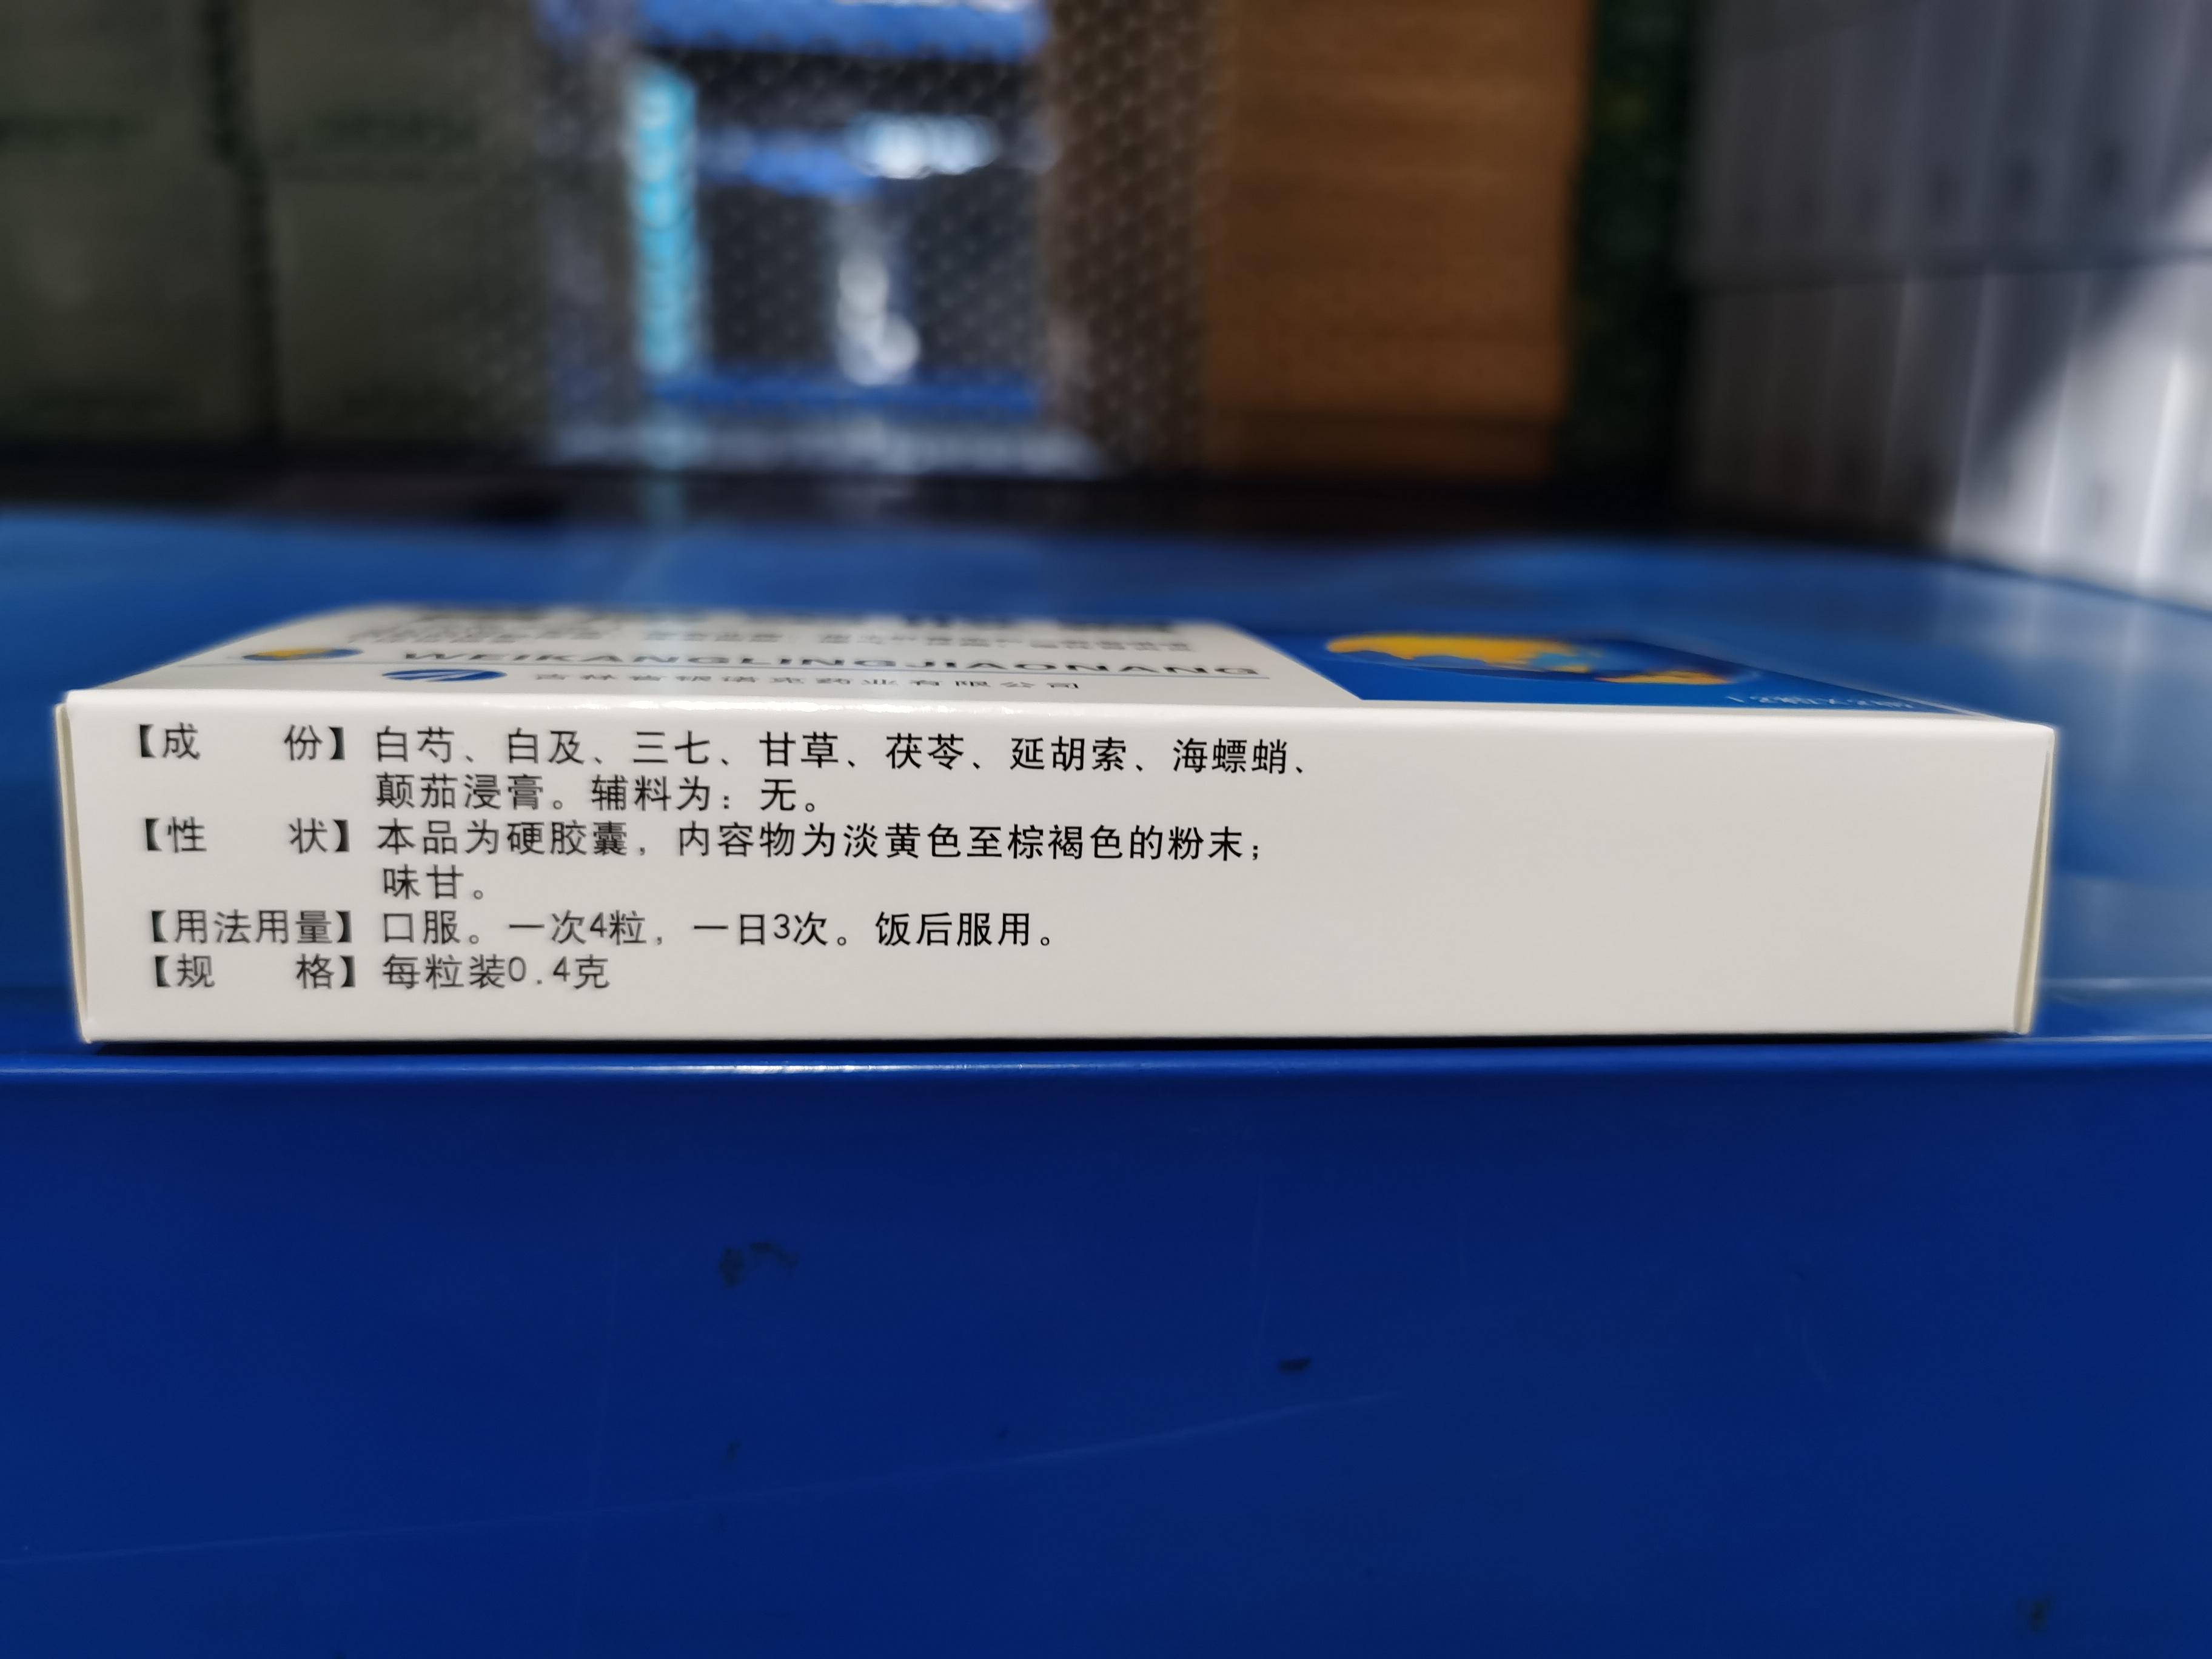 WEIKANGLINGJIAONANG
【成 份】白芍、白及、三七、甘草、茯苓、延胡索、海螵蛸、
颠茄浸膏。辅料为：无。
【性 状】本品为硬胶囊，内容物为淡黄色至棕褐色的粉末；
味甘。
【用法用量】口服。一次4粒，一日3次。饭后服用。
【规 格】每粒装0.4克